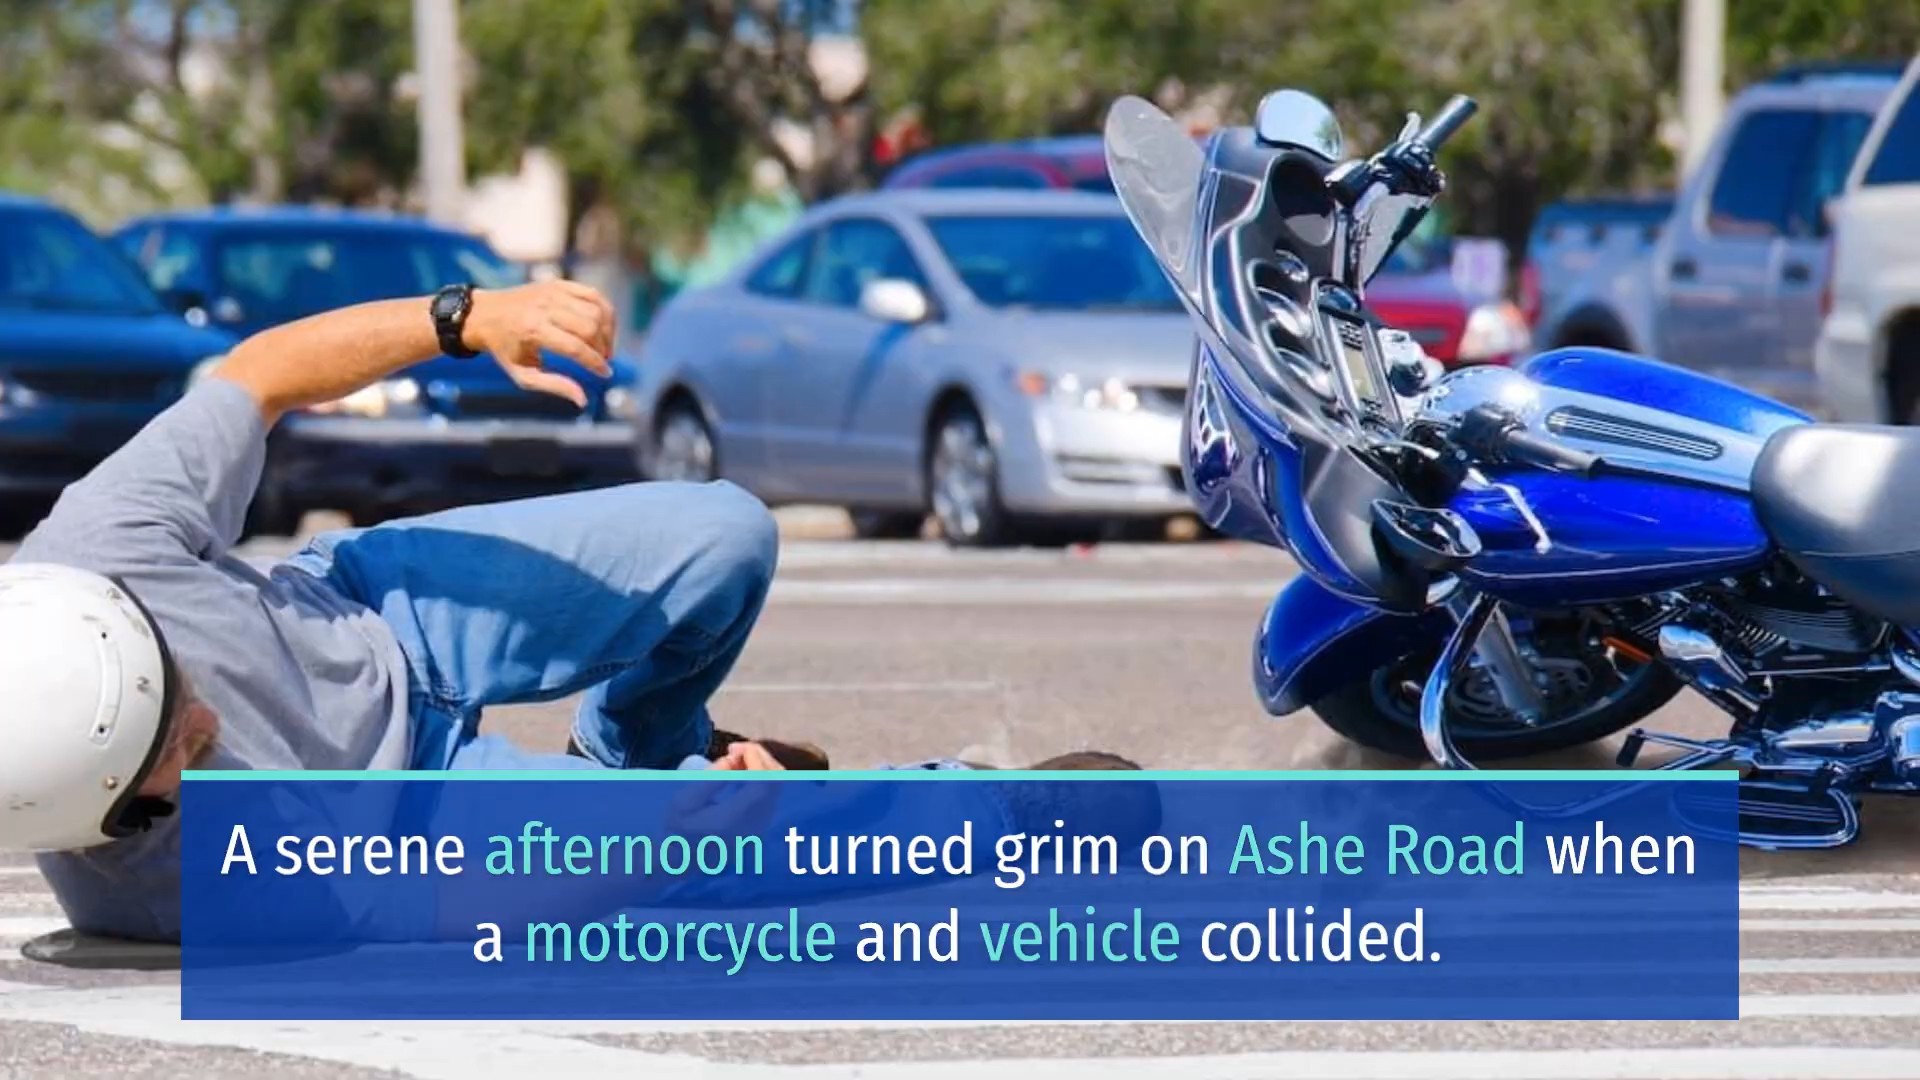 A serene afternoon turned grim on Ashe Road when
a motorcycle and vehicle collided.